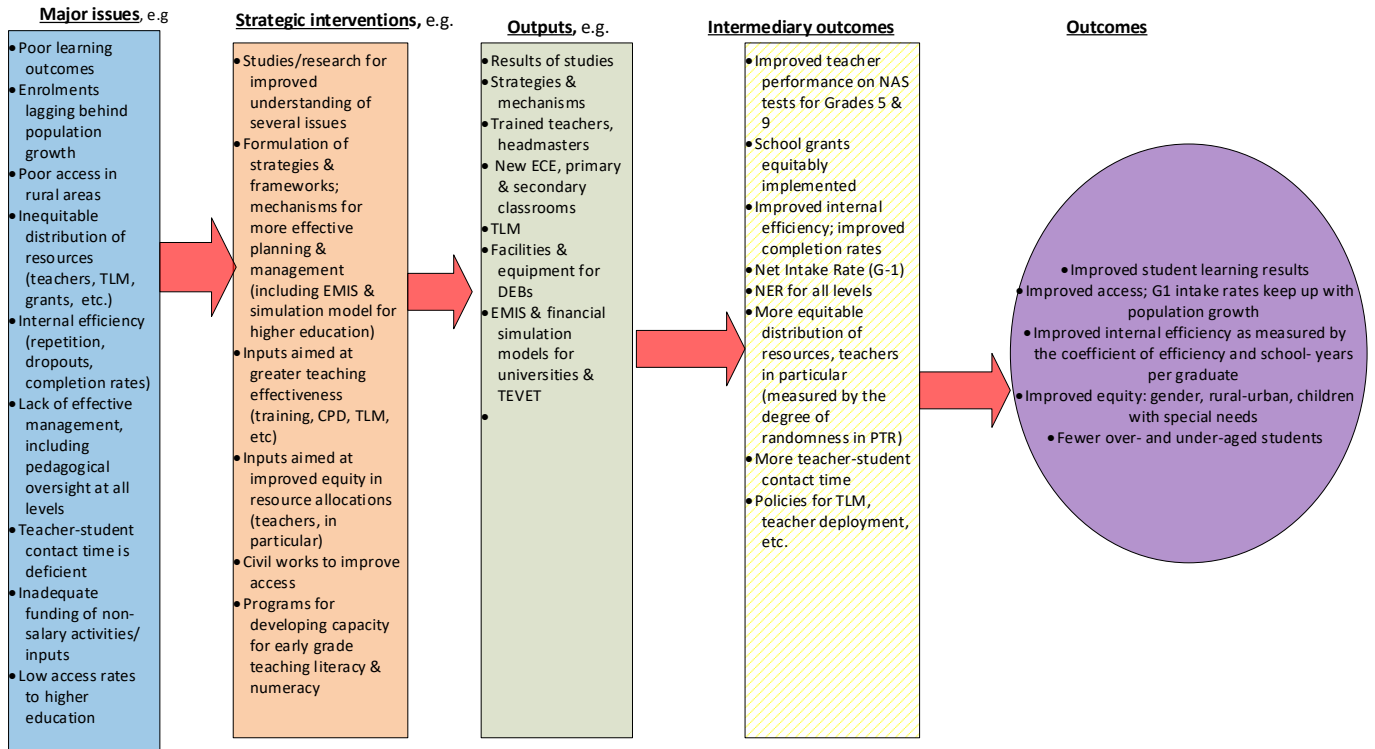 Major issues, e.g
• Poor learning
outcomes
• Enrolments
lagging behind
population
growth
• Poor access in
rural areas
• Inequitable
distribution of
resources
(teachers, TLM,
grants, etc.)
• Internal efficiency
(repetition,
dropouts,
completion rates)
• Lack of effective
management,
including
pedagogical
oversight at all
levels
• Teacher-student
contact time is
deficient
• Inadequate
funding of non-
salary activities/
inputs
• Low access rates
to higher
education
Strategic interventions, e.g.
• Studies/research for
improved
understanding of
several issues
• Formulation of
strategies &
frameworks;
mechanisms for
more effective
planning &
management
(including EMIS &
simulation model for
higher education)
• Inputs aimed at
greater teaching
effectiveness
(training, CPD, TLM,
etc)
• Inputs aimed at
improved equity in
resource allocations
(teachers, in
particular)
• Civil works to improve
access
• Programs for
developing capacity
for early grade
teaching literacy &
numeracy
Outputs, e.g.
• Results of studies
• Strategies &
mechanisms
• Trained teachers,
headmasters
• New ECE, primary
& secondary
classrooms
• TLM
• Facilities &
equipment for
DEBs
• EMIS & financial
simulation
models for
universities &
TEVET
•
Intermediary outcomes
• Improved teacher
performance on NAS
tests for Grades 5 &
9
• School grants
equitably
implemented
• Improved internal
efficiency; improved
completion rates
• Net Intake Rate (G-1)
• NER for all levels
• More equitable
distribution of
resources, teachers
in particular
(measured by the
degree of
randomness in PTR)
• More teacher-student
contact time
• Policies for TLM,
teacher deployment,
etc.
Outcomes
• Improved student learning results
• Improved access; G1 intake rates keep up with
population growth
• Improved internal efficiency as measured by
the coefficient of efficiency and school- years
per graduate
• Improved equity: gender, rural-urban, children
with special needs
• Fewer over- and under-aged students